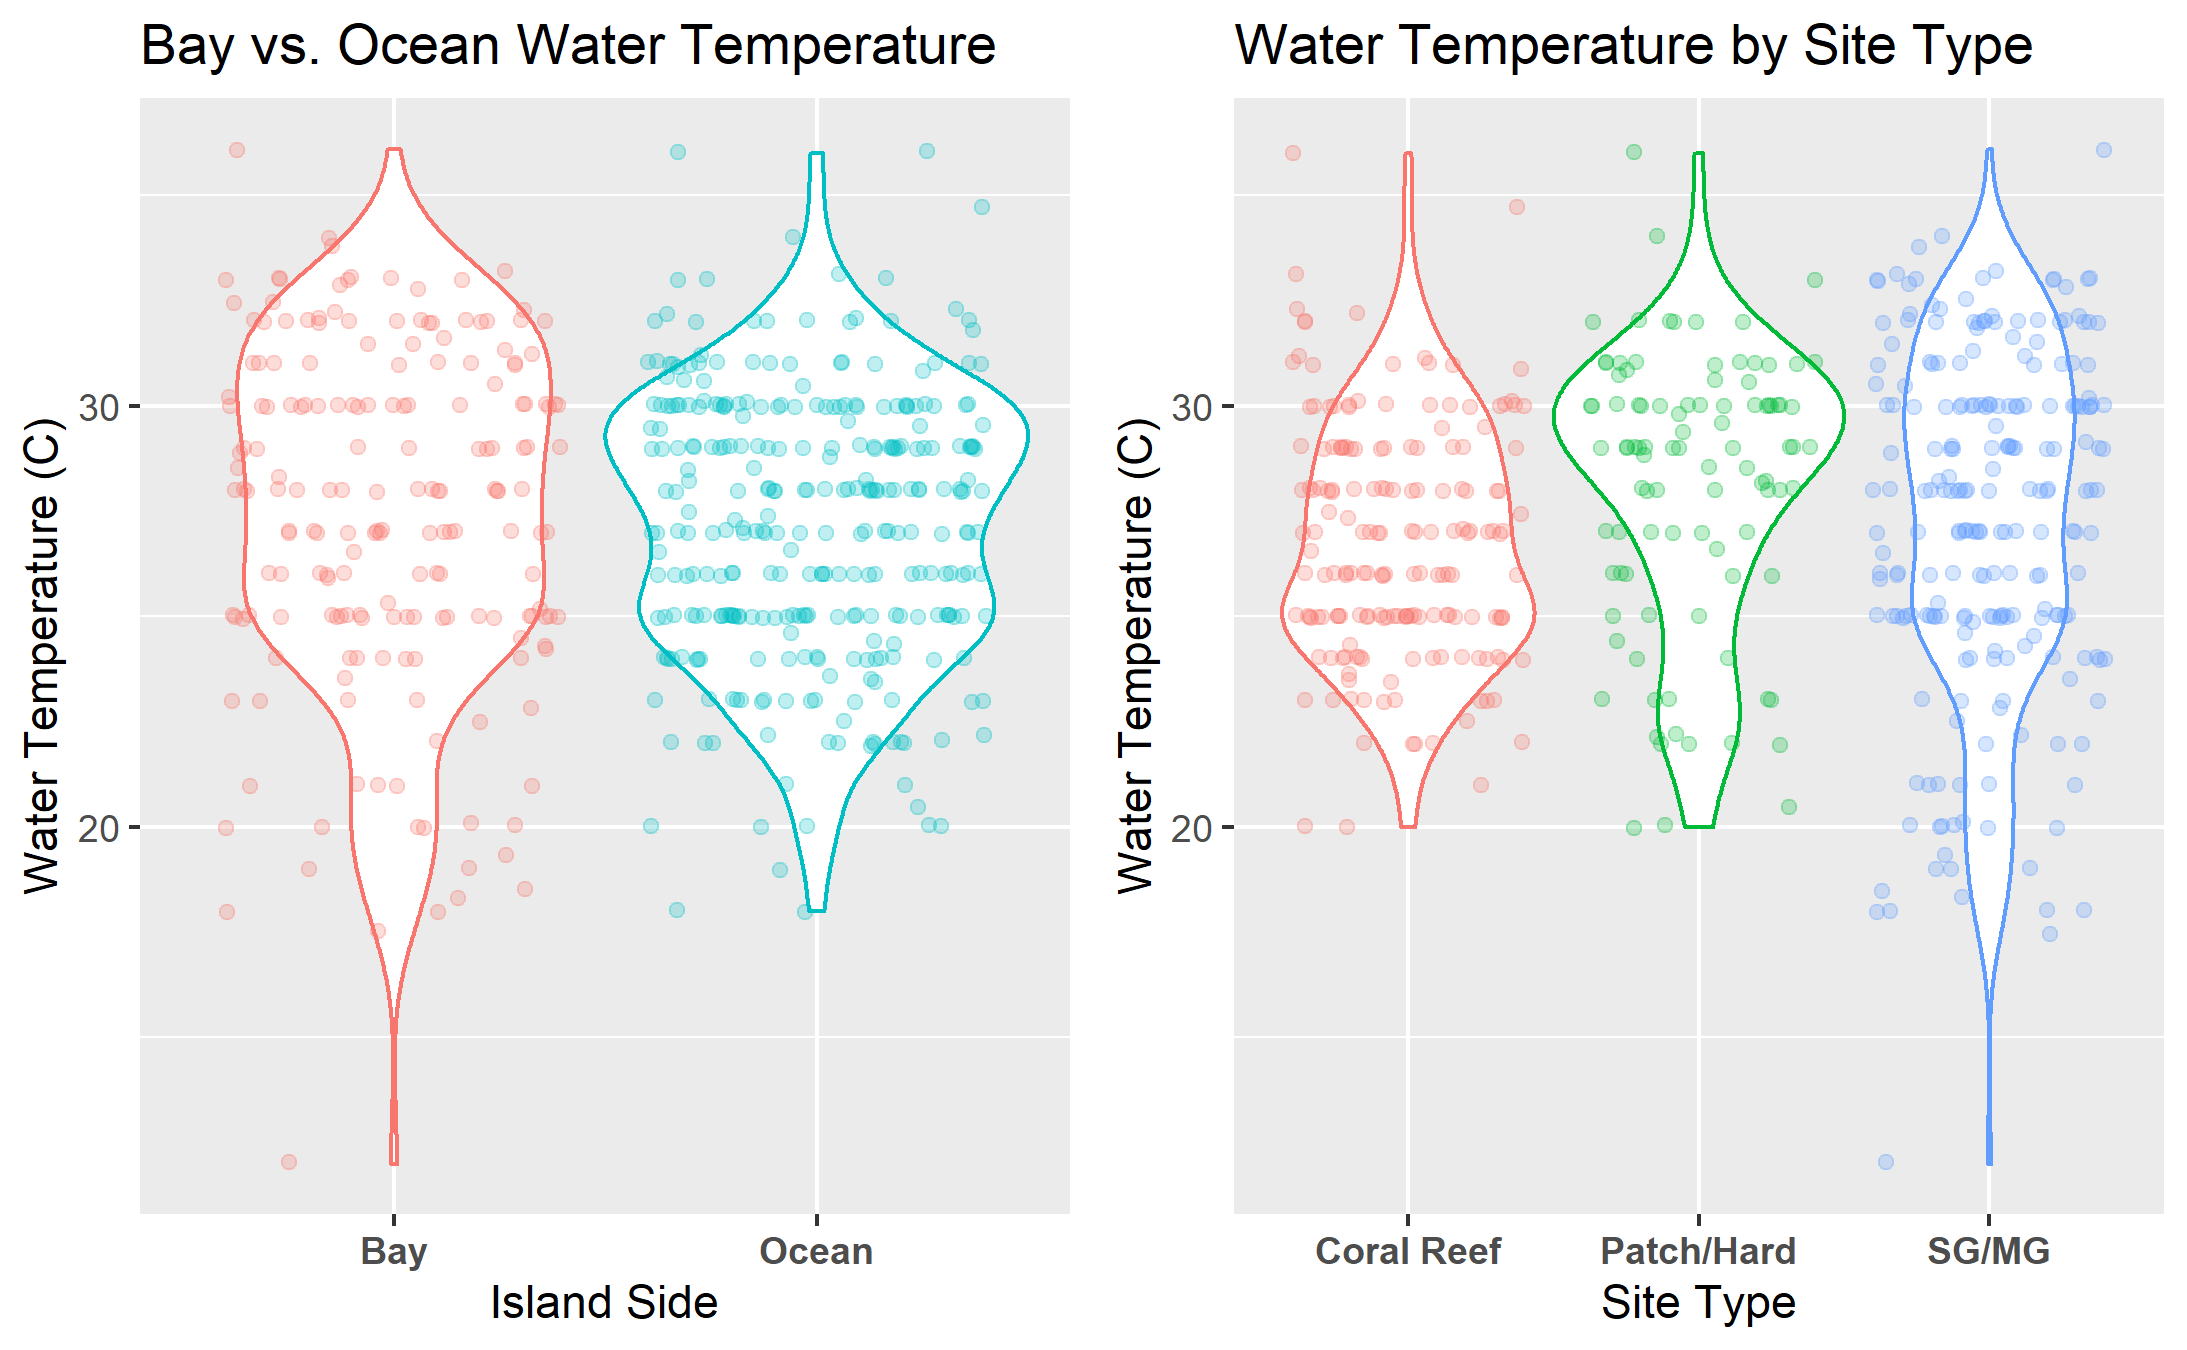 Bay vs. Ocean Water Temperature
Water Temperature (C)
30
20
Bay
Ocean
Island Side
Water Temperature by Site Type
Water Temperature (C)
30
20
Coral Reef
Patch/Hard
SG/MG
Site Type